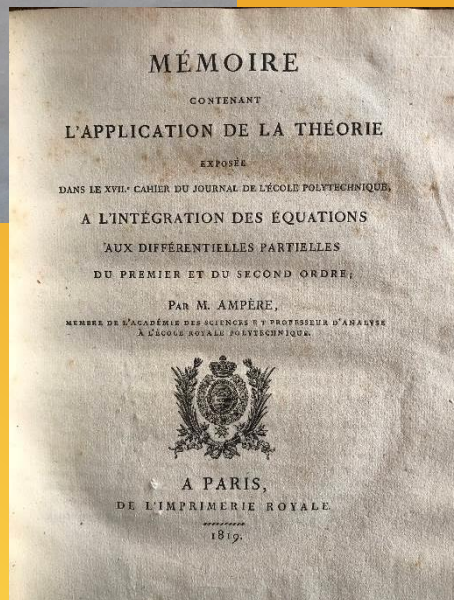 MÉMOIRE
CONTENANT
L'APPLICATION DE LA THÉORIE
EXPOSÉE
DANS LE XVII.e CAHIER DU JOURNAL DE L'ÉCOLE POLYTECHNIQUE,
A L'INTÉGRATION DES ÉQUATIONS
AUX DIFFÉRENTIELLES PARTIELLES
DU PREMIER ET DU SECOND ORDRE;
PAR M. AMPÈRE,
MEMBRE DE L'ACADÉMIE DES SCIENCES ET PROFESSEUR D'ANALYSE
À L'ÉCOLE ROYALE POLYTECHNIQUE.
A PARIS,
DE L'IMPRIMERIE ROYALE
1819.